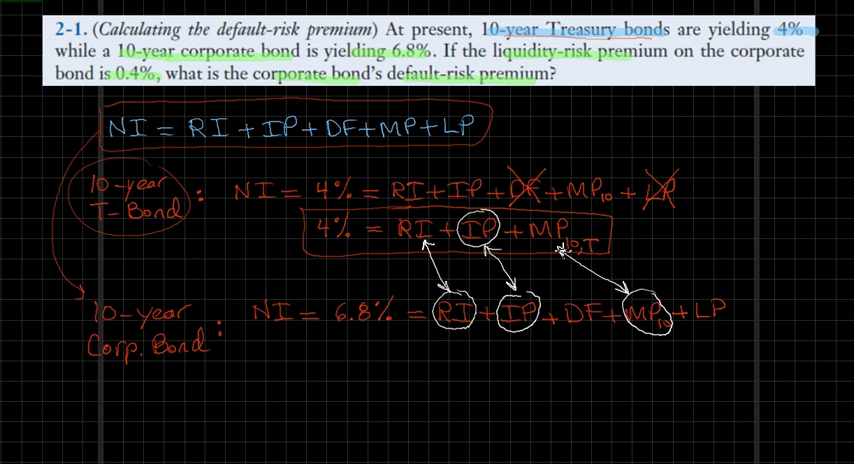 2-1. (Calculating the default-risk premium) At present, 10-year Treasury bonds are yielding 4%
while a 10-year corporate bond is yielding 6.8%. If the liquidity-risk premium on the corporate
bond is 0.4%, what is the corporate bond's default-risk premium?
NI = RI + IP + DF + MP + LP
10-year
T-Bond : NI = 4% = RI + IP + DF + MP10 + LP
4% = RI + IP + MP10,T
10-year
Corp. Bond : NI = 6.8% = RI + IP + DF + MP10 + LP